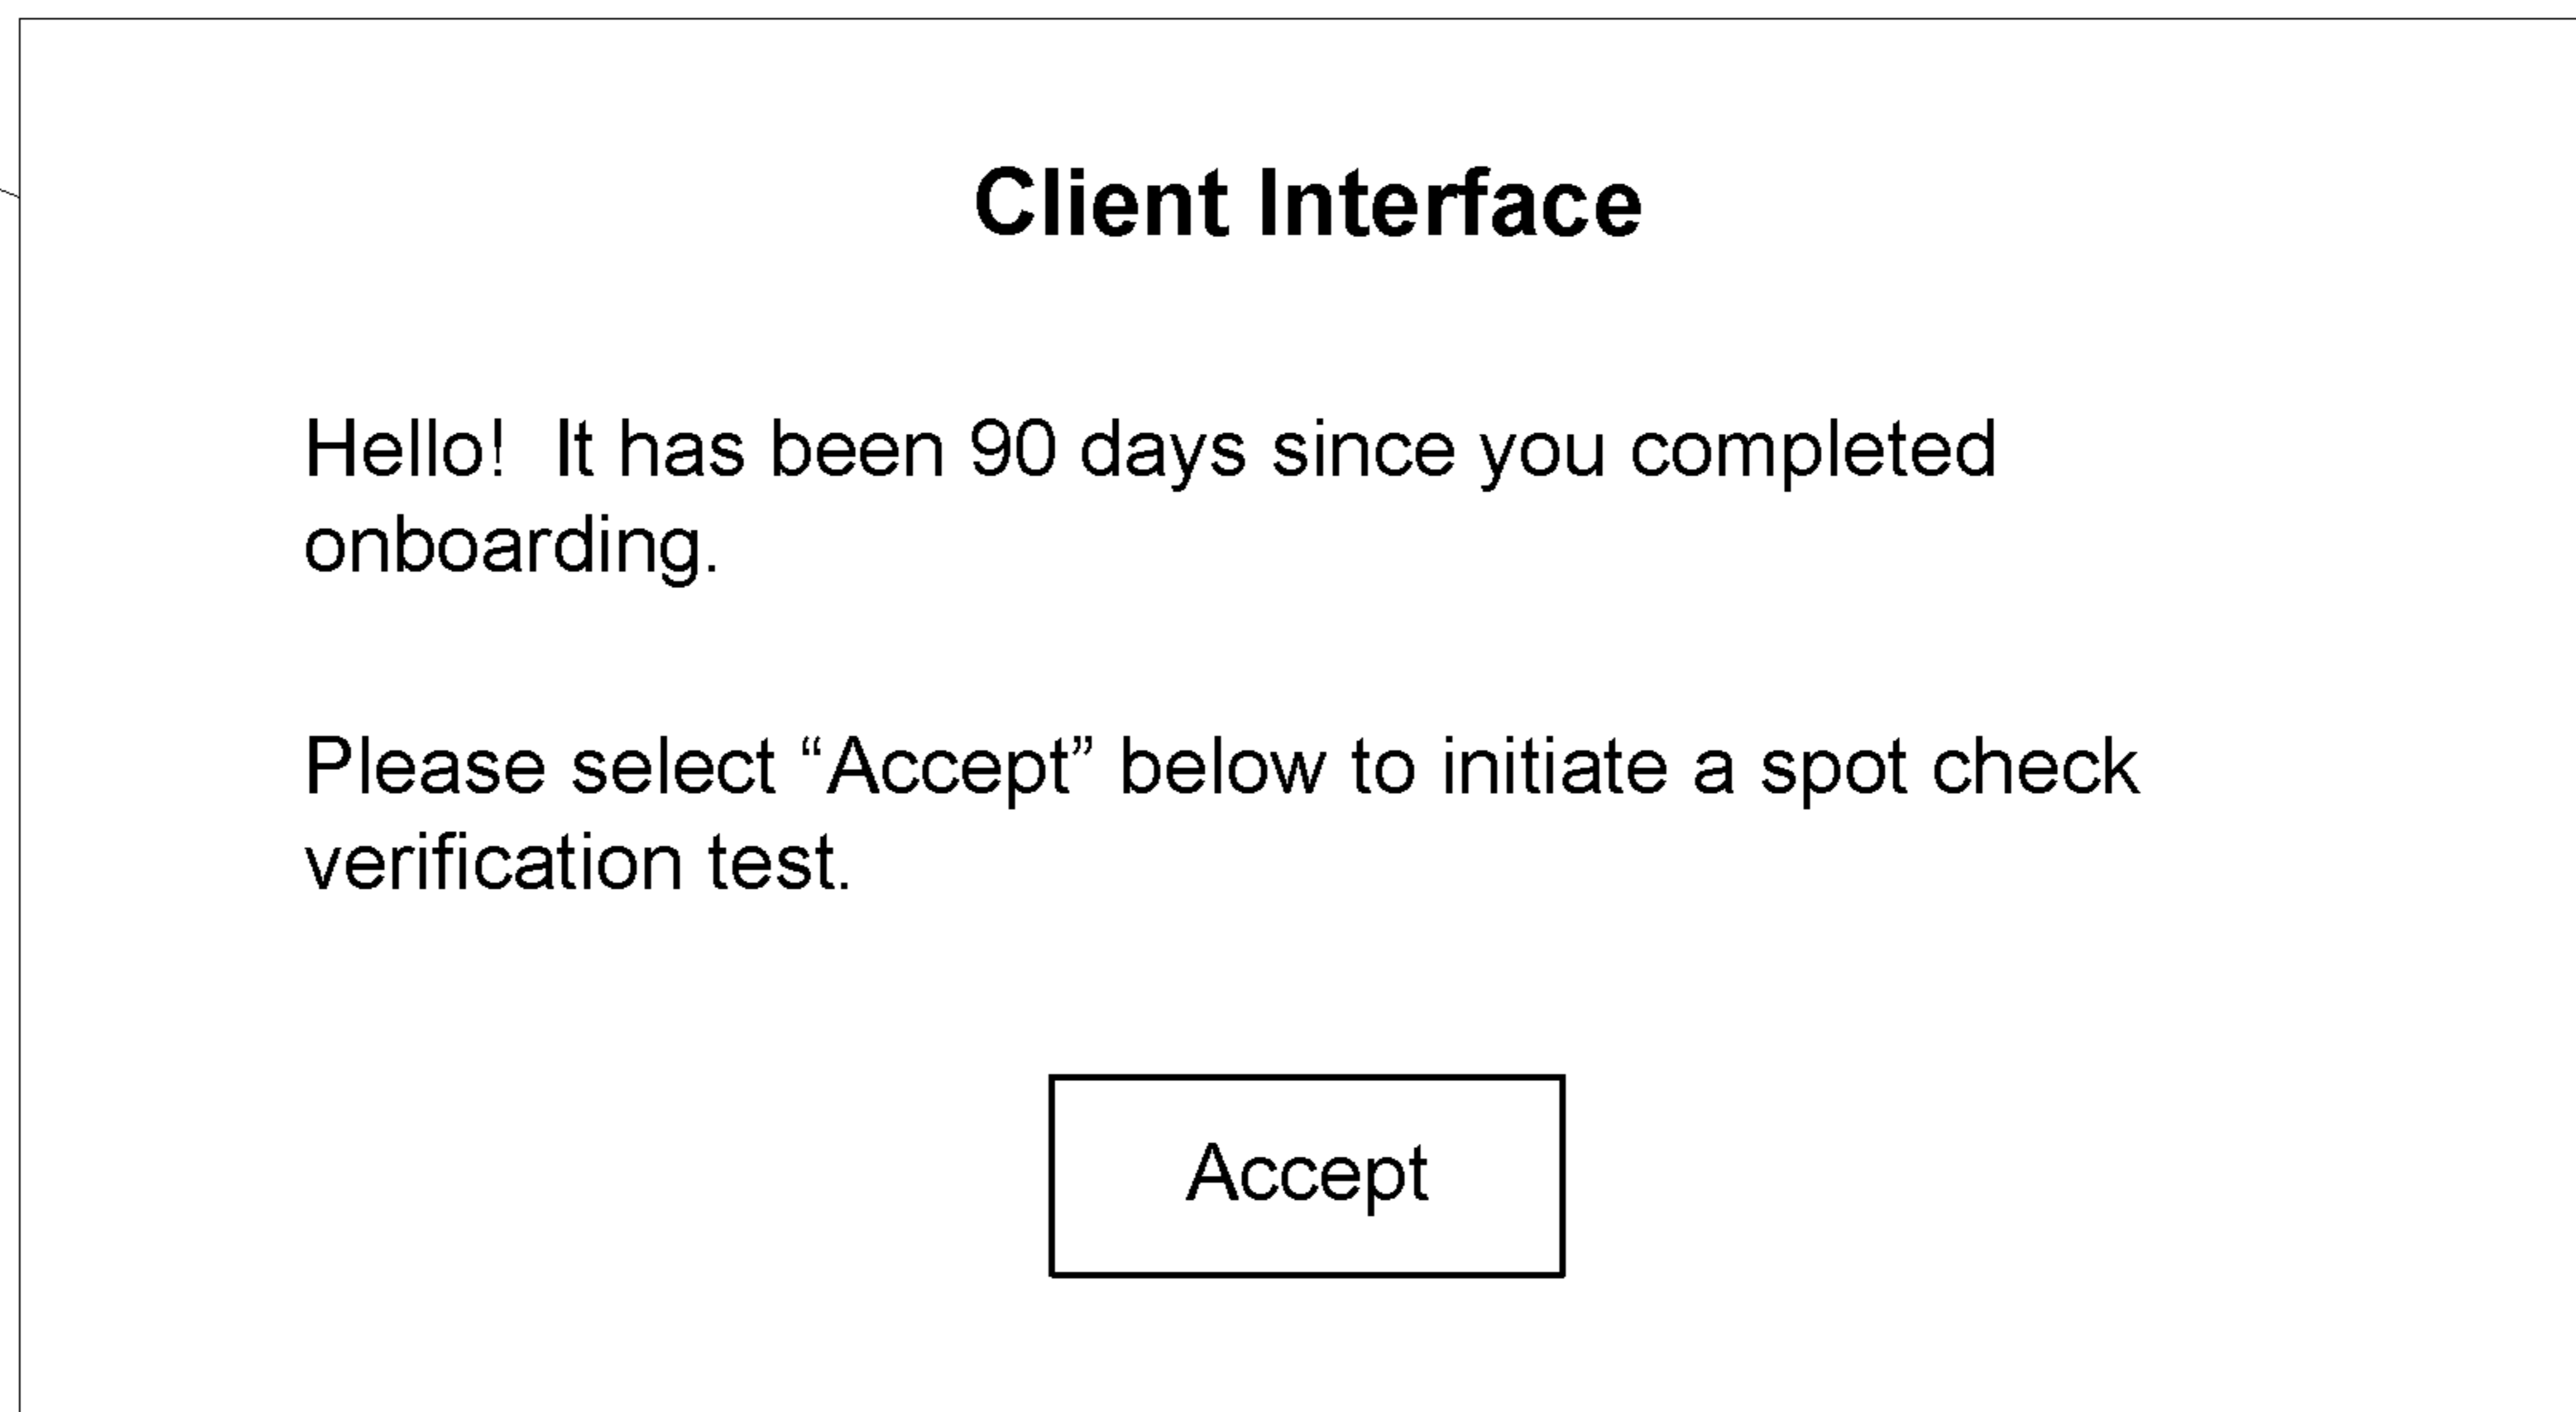 Client Interface
Hello!  It has been 90 days since you completed
onboarding.
Please select “Accept” below to initiate a spot check
verification test.
Accept